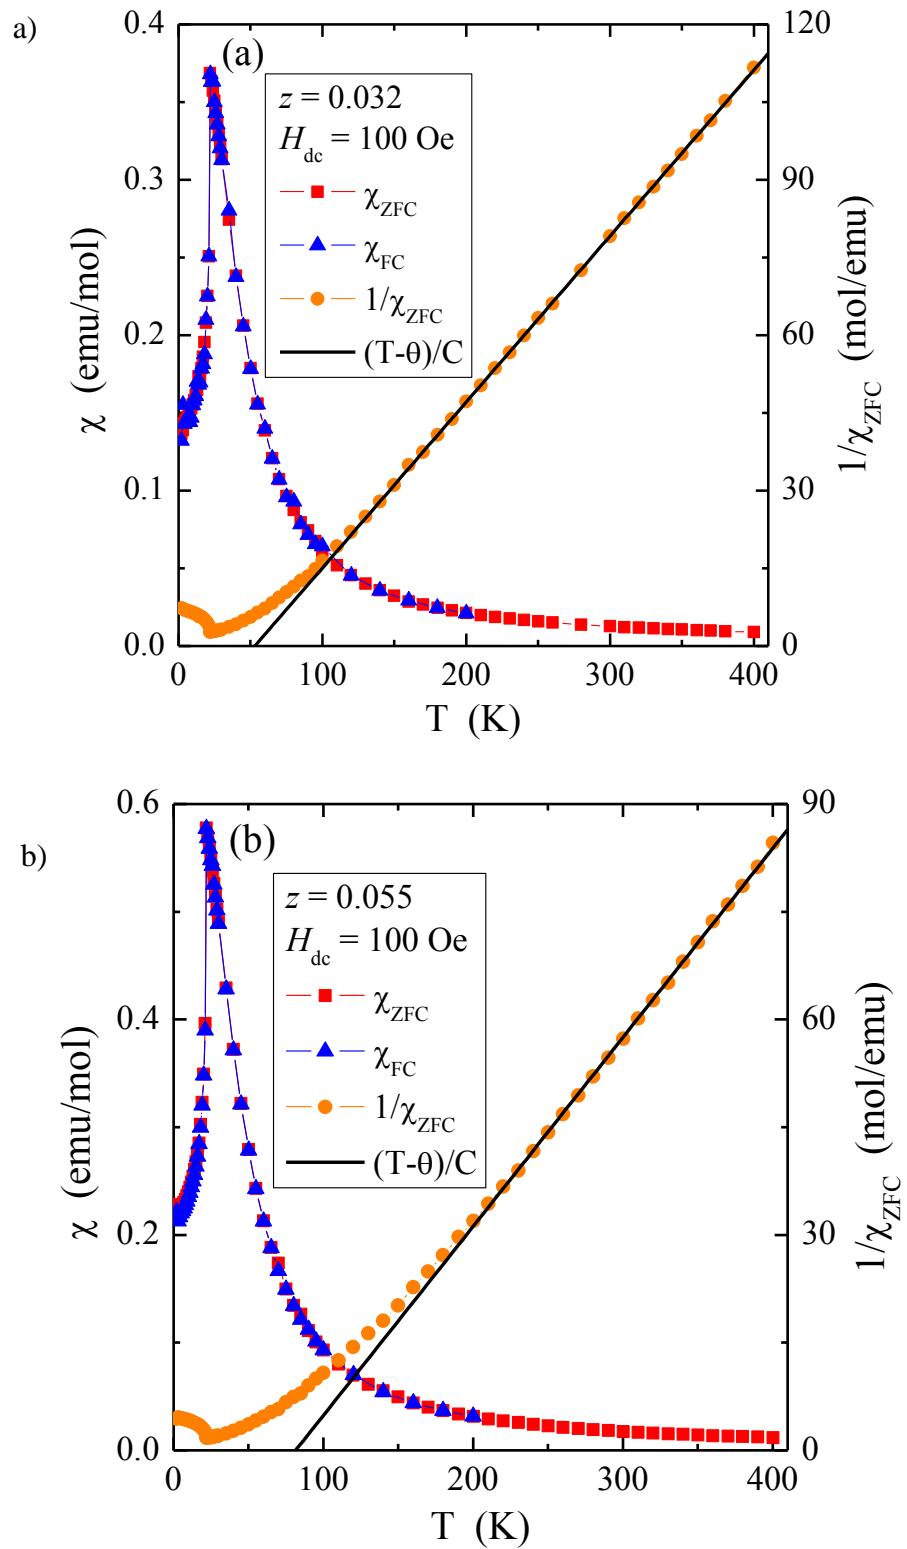 a)
(a)
z = 0.032
H_dc = 100 Oe
χ_ZFC
χ_FC
1/χ_ZFC
(T-θ)/C
0.4
0.3
0.2
0.1
0.0
χ (emu/mol)
120
90
60
30
0
1/χ_ZFC (mol/emu)
0 100 200 300 400
T (K)
b)
(b)
z = 0.055
H_dc = 100 Oe
χ_ZFC
χ_FC
1/χ_ZFC
(T-θ)/C
0.6
0.4
0.2
0.0
χ (emu/mol)
90
60
30
0
1/χ_ZFC (mol/emu)
0 100 200 300 400
T (K)